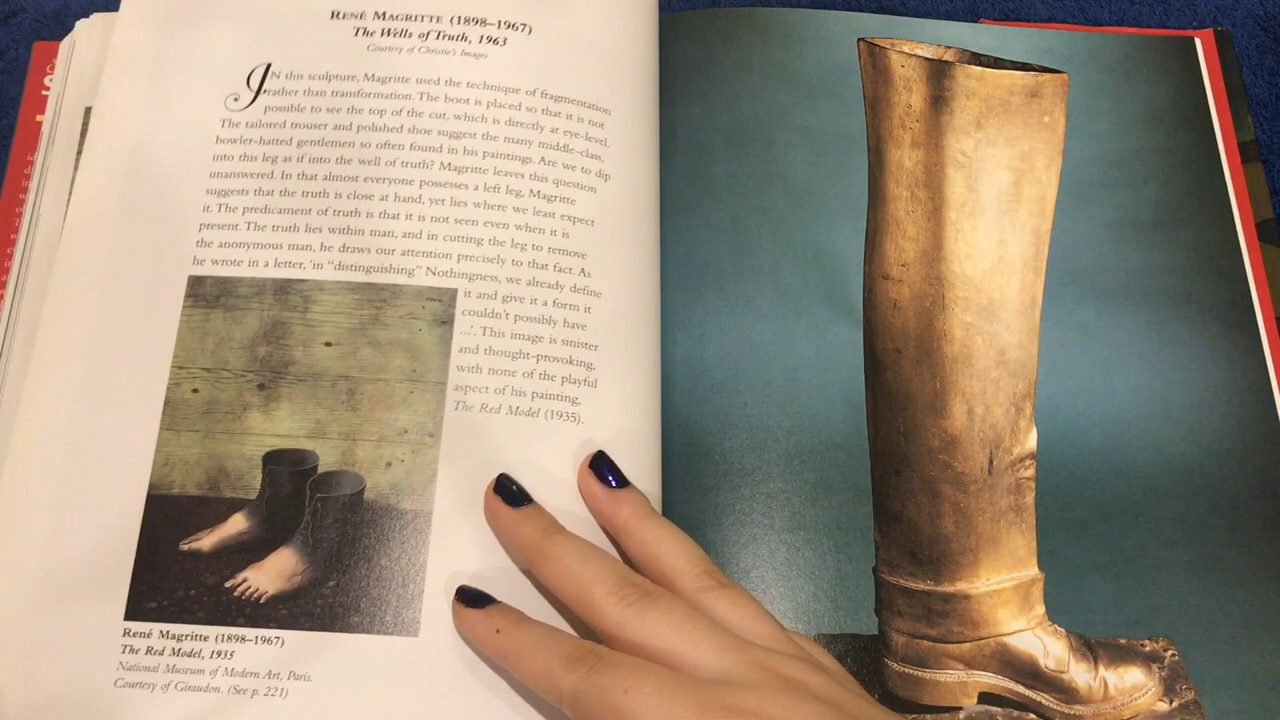 RENÉ MAGRITTE (1898–1967)
The Wells of Truth, 1963
Courtesy of Christie's Images
IN this sculpture, Magritte used the technique of fragmentation
rather than transformation. The boot is placed so that it is not
possible to see the top of the cut, which is directly at eye-level.
The tailored trouser and polished shoe suggest the many middle-class,
bowler-hatted gentlemen so often found in his paintings. Are we to dip
into this leg as if into the well of truth? Magritte leaves this question
unanswered. In that almost everyone possesses a left leg, Magritte
suggests that the truth is close at hand, yet lies where we least expect
it. The predicament of truth is that it is not seen even when it is
present. The truth lies within man, and in cutting the leg to remove
the anonymous man, he draws our attention precisely to that fact. As
he wrote in a letter, 'in "distinguishing" Nothingness, we already define
it and give it a form it
couldn't possibly have
...'. This image is sinister
and thought-provoking,
with none of the playful
aspect of his painting,
The Red Model (1935).
René Magritte (1898–1967)
The Red Model, 1935
National Museum of Modern Art, Paris.
Courtesy of Giraudon. (See p. 221)